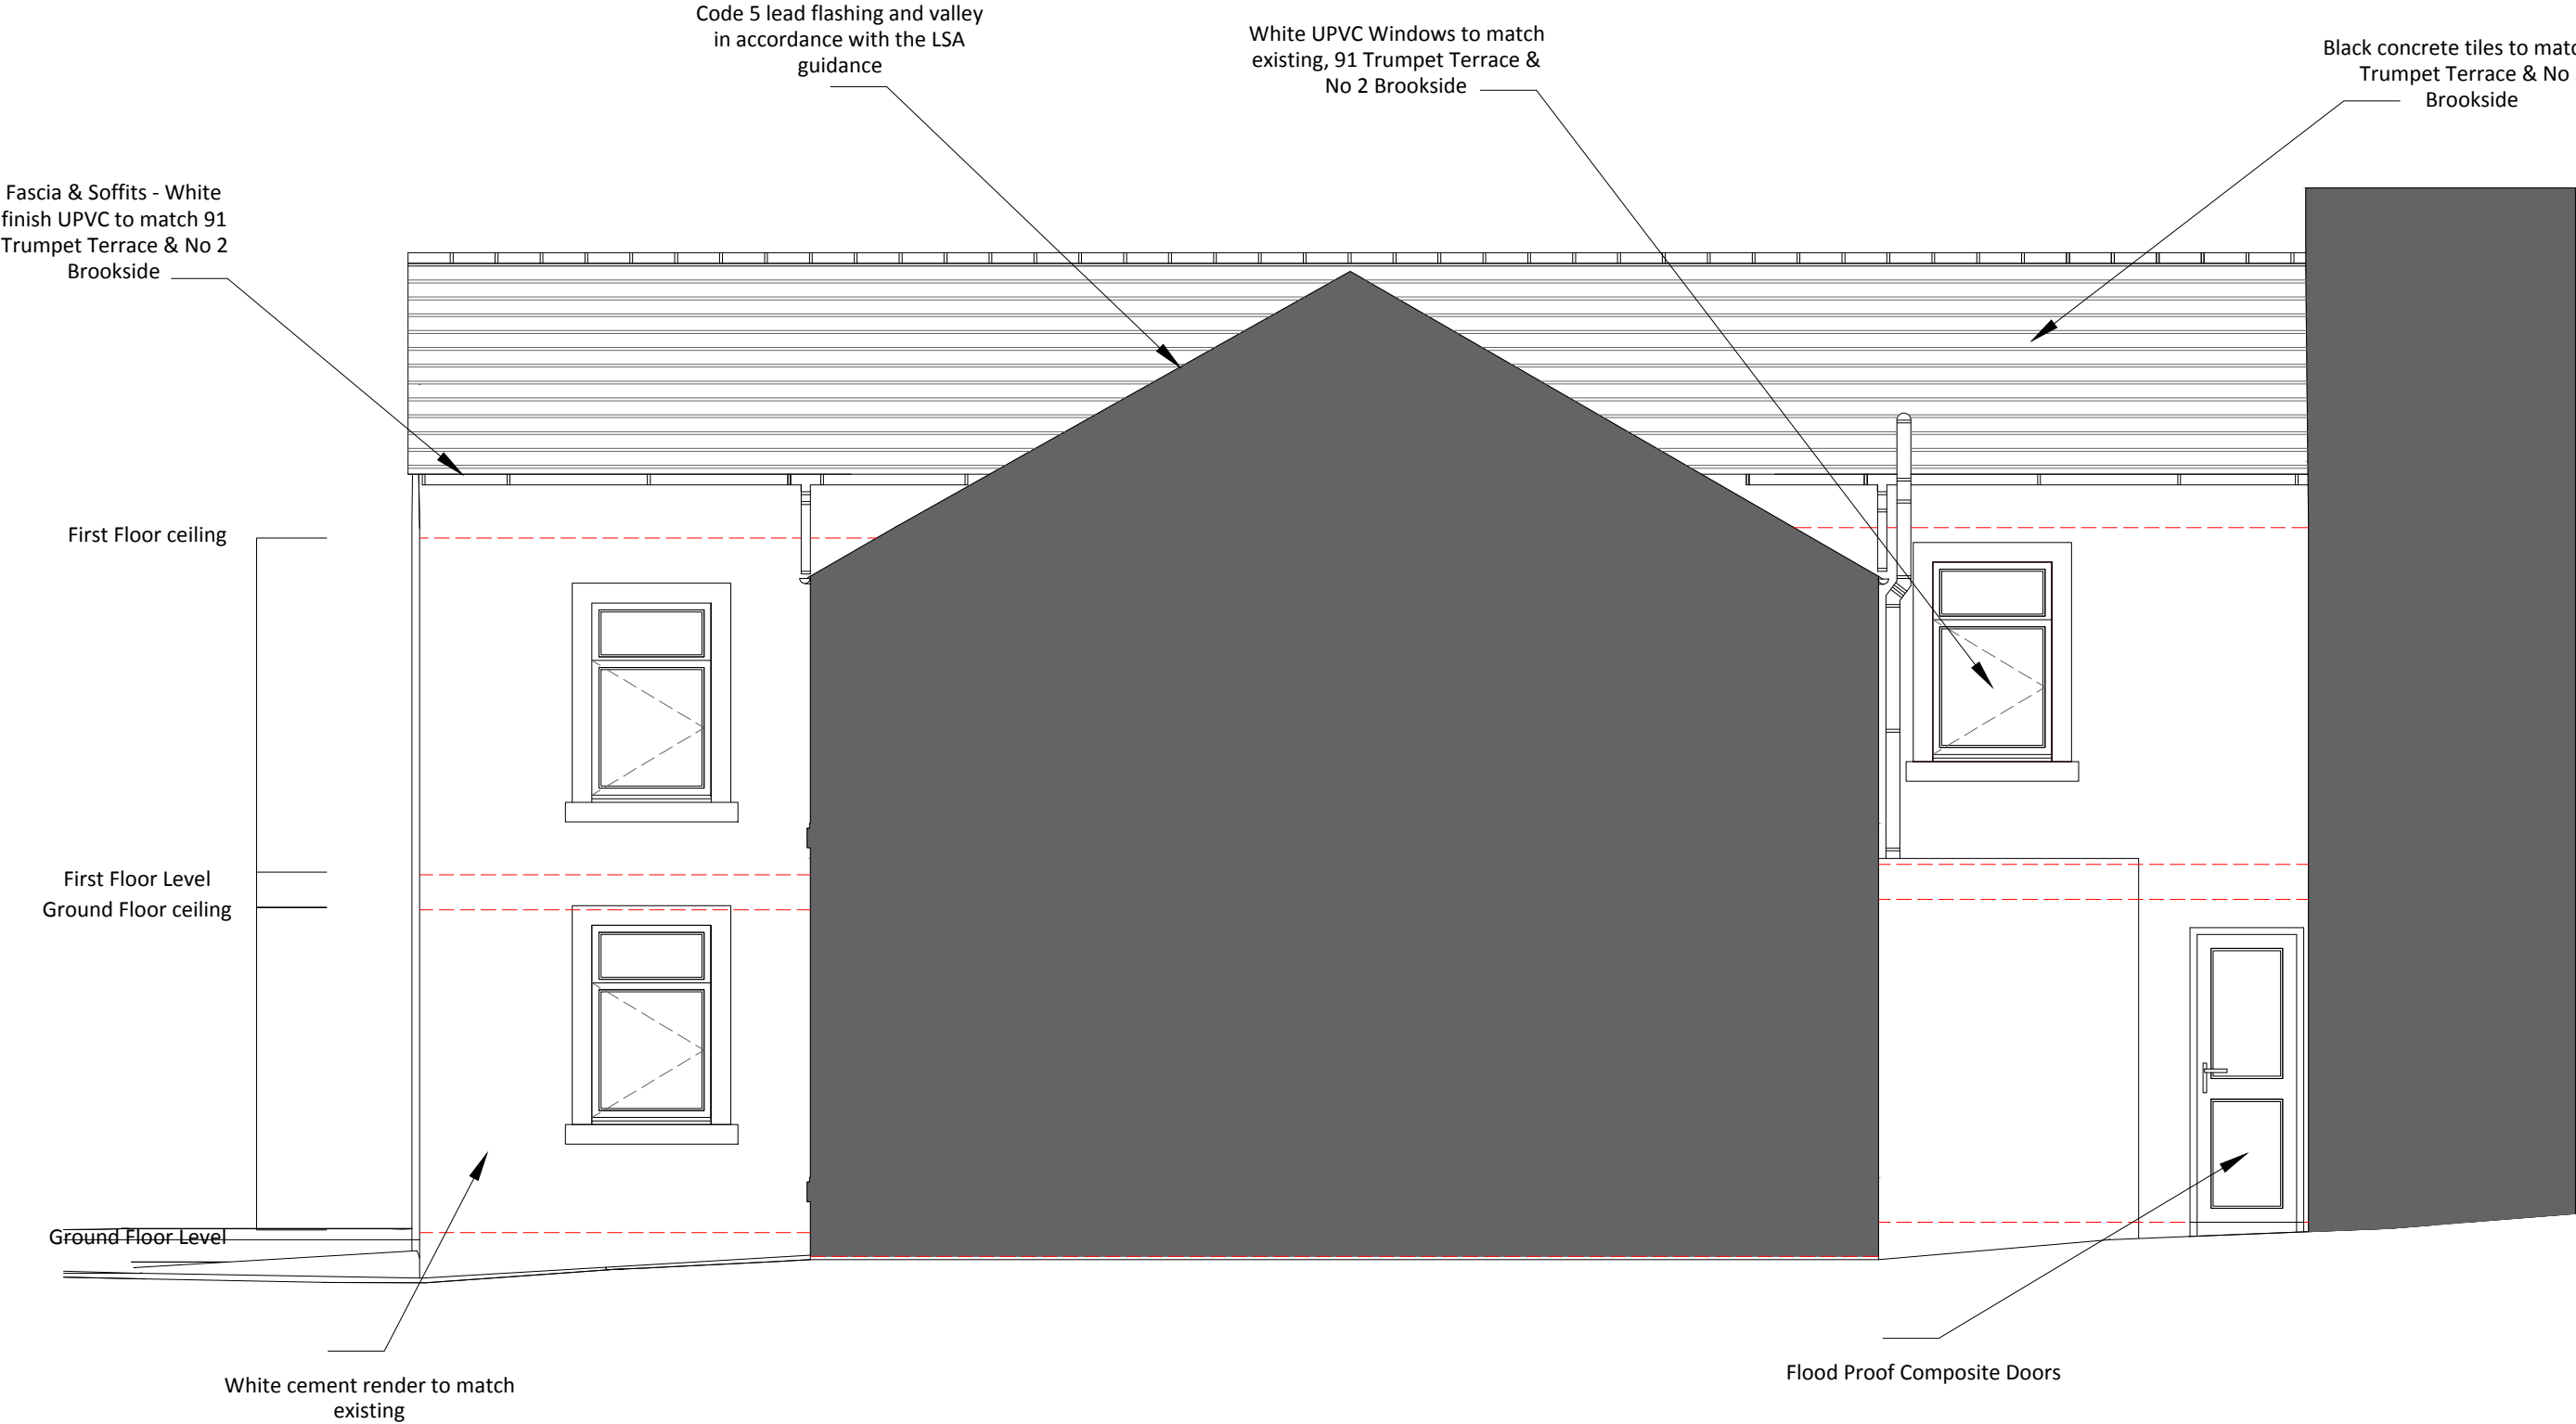 Code 5 lead flashing and valley
in accordance with the LSA
guidance
White UPVC Windows to match
existing, 91 Trumpet Terrace &
No 2 Brookside
Black concrete tiles to
Trumpet Terrace & No
Brookside
Fascia & Soffits - White
finish UPVC to match 91
Trumpet Terrace & No 2
Brookside
First Floor ceiling
First Floor Level
Ground Floor ceiling
Ground Floor Level
White cement render to match
existing
Flood Proof Composite Doors